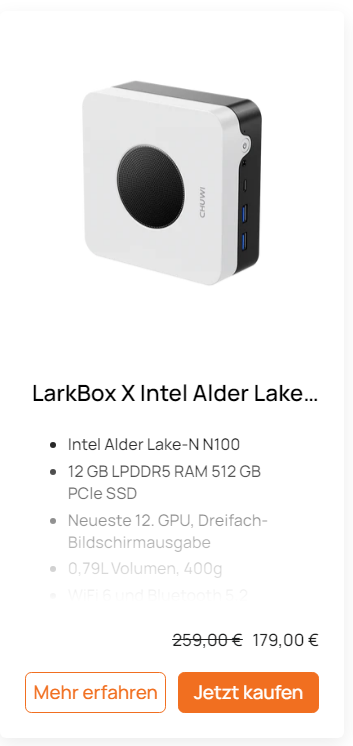 CHUWI
LarkBox X Intel Alder Lake...
Intel Alder Lake-N N100
12 GB LPDDR5 RAM 512 GB
PCIe SSD
Neueste 12. GPU, Dreifach-
Bildschirmausgabe
0,79L Volumen, 400g
WiFi 6 und Bluetooth 5.2
259,00 € 179,00 €
Mehr erfahren Jetzt kaufen